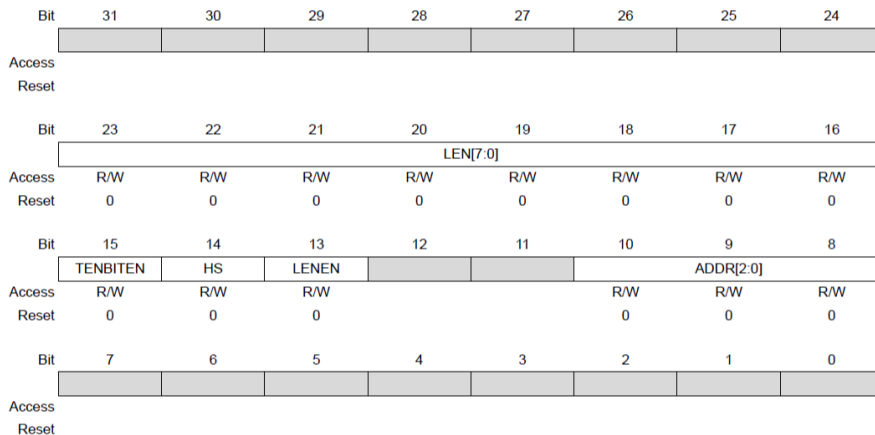 Bit 31 30 29 28 27 26 25 24
Access
Reset
Bit 23 22 21 20 19 18 17 16
LEN[7:0]
Access R/W R/W R/W R/W R/W R/W R/W R/W
Reset 0 0 0 0 0 0 0 0
Bit 15 14 13 12 11 10 9 8
TENBITEN HS LENEN ADDR[2:0]
Access R/W R/W R/W R/W R/W R/W
Reset 0 0 0 0 0 0
Bit 7 6 5 4 3 2 1 0
Access
Reset